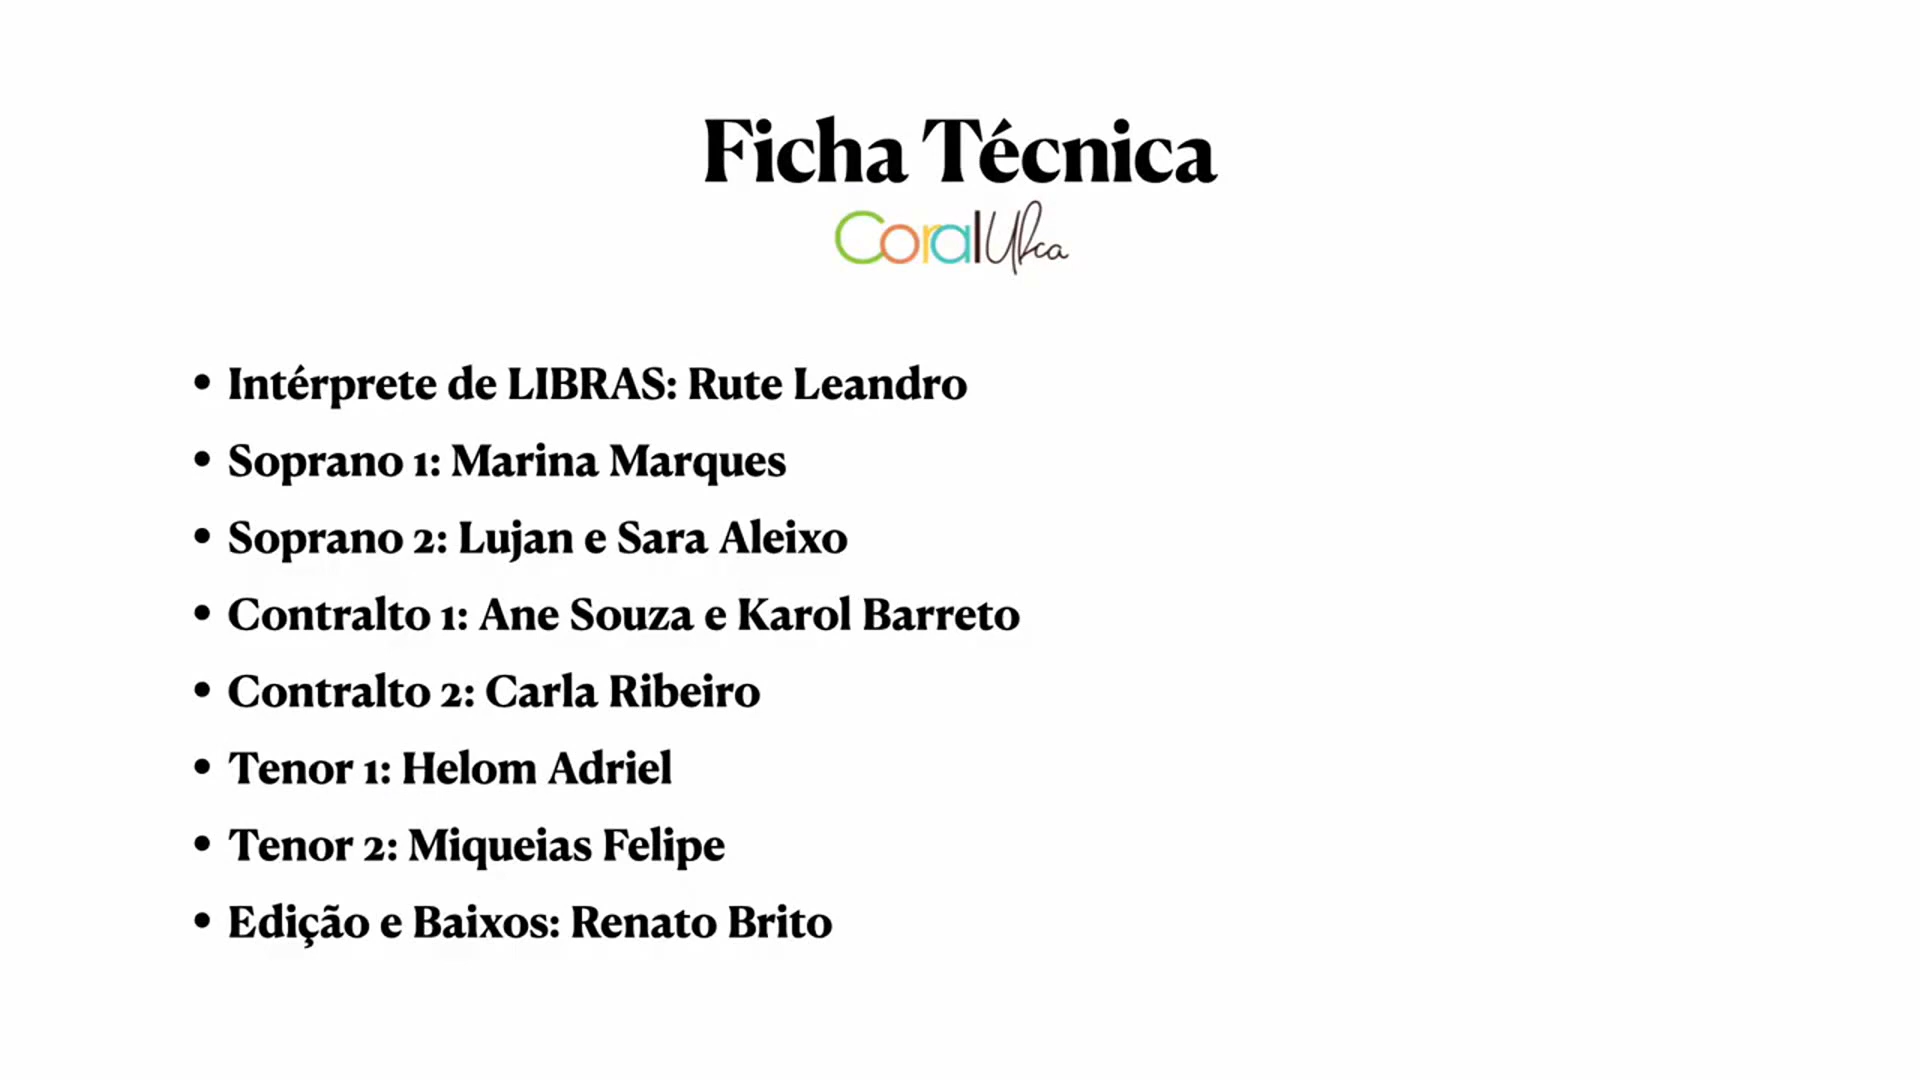 Ficha Técnica
Coral
• Intérprete de LIBRAS: Rute Leandro
• Soprano 1: Marina Marques
• Soprano 2: Lujan e Sara Aleixo
• Contralto 1: Ane Souza e Karol Barreto
• Contralto 2: Carla Ribeiro
• Tenor 1: Helom Adriel
• Tenor 2: Miqueias Felipe
• Edição e Baixos: Renato Brito